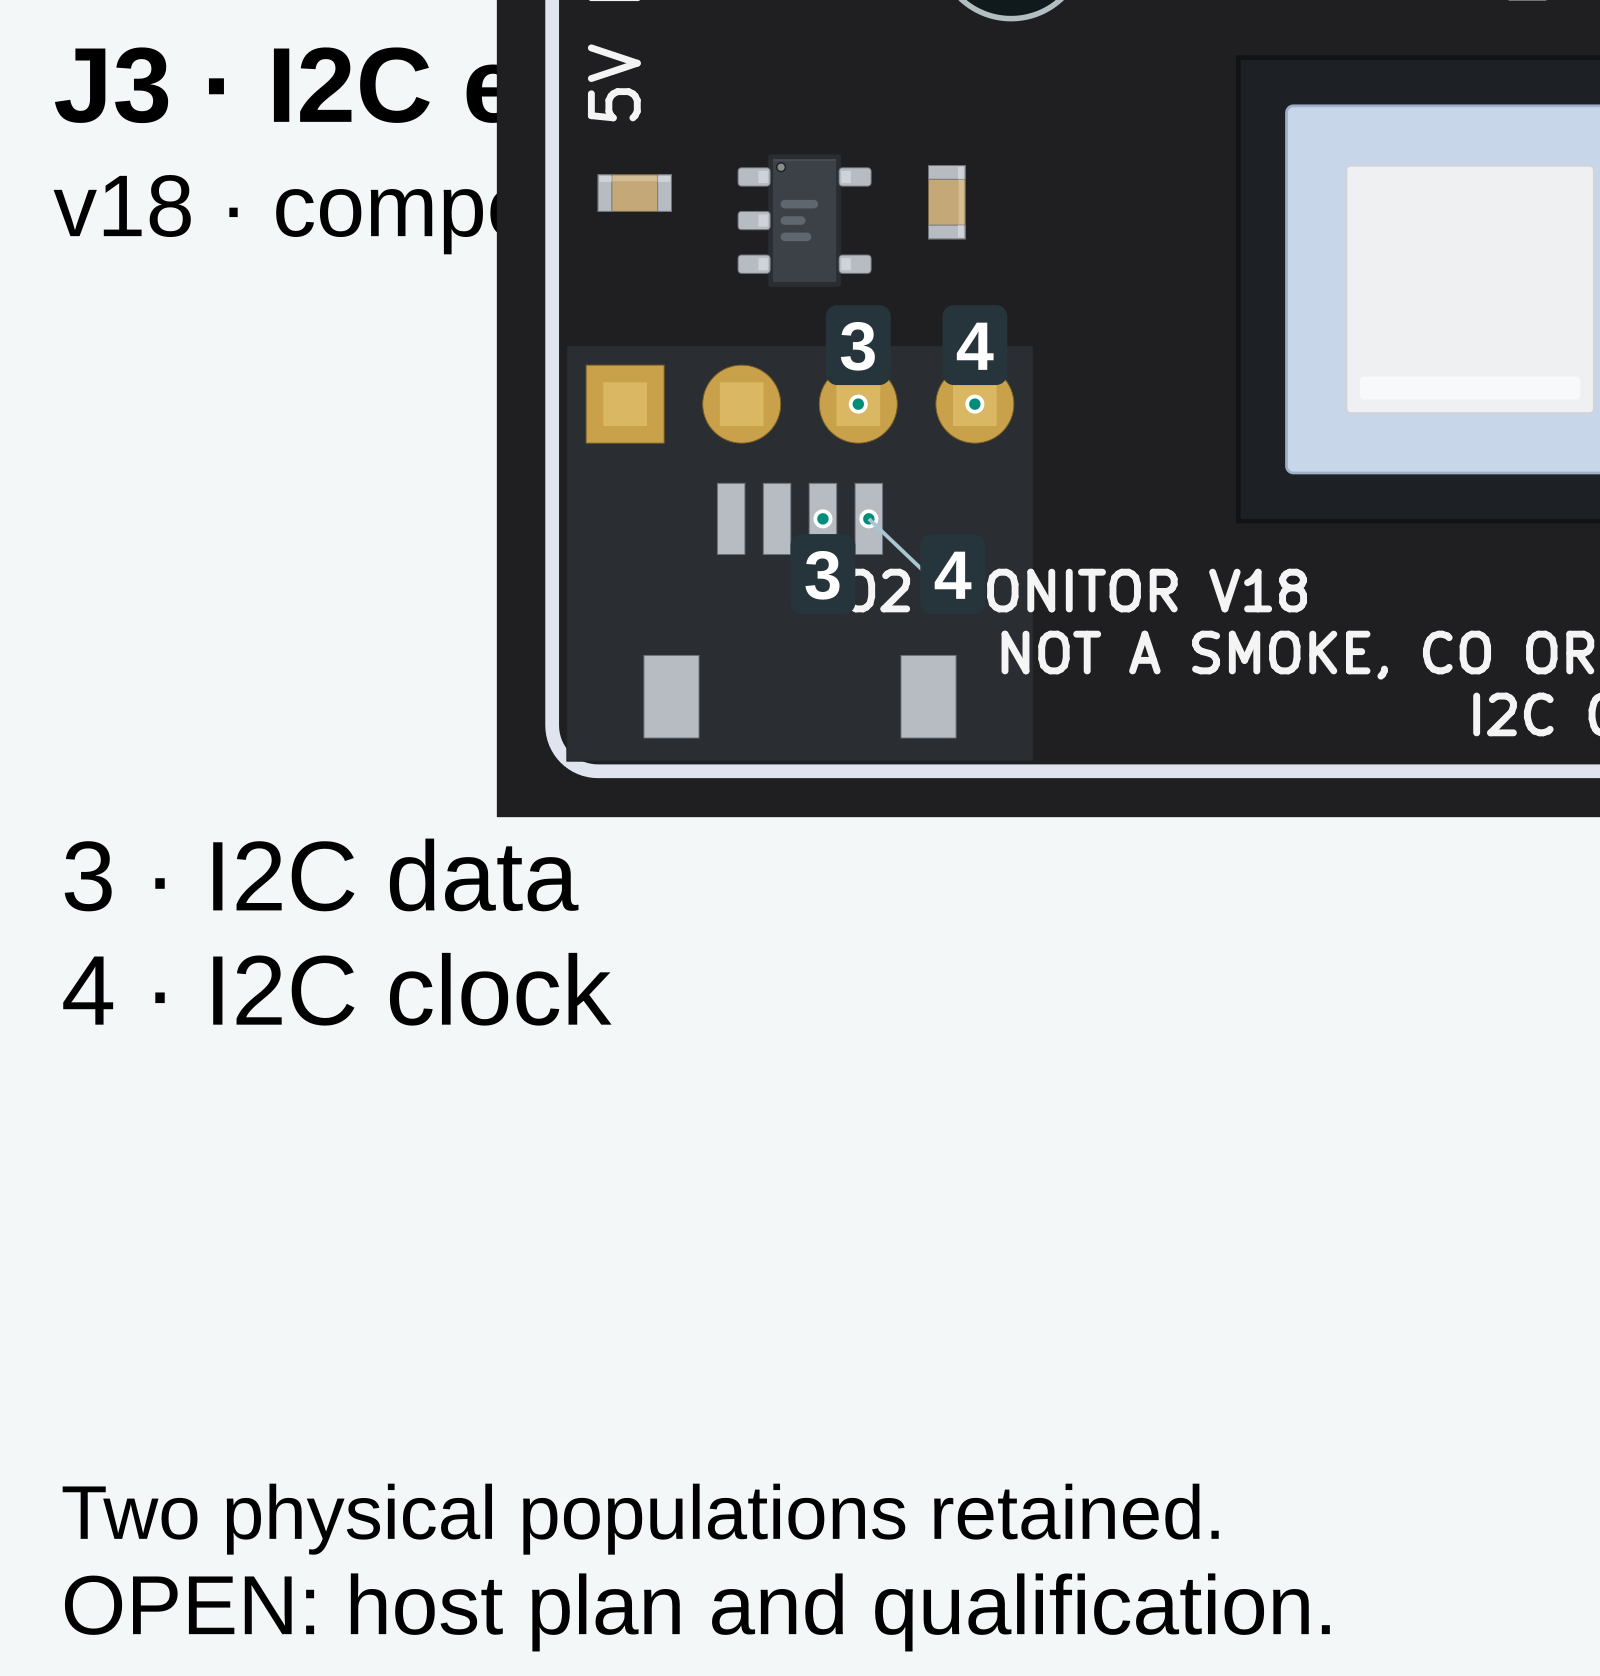 J3 · I2C
v18 ·
5V
3 4
3 4
O2 ONITOR V18
NOT A SMOKE, CO OR
I2C
3 · I2C data
4 · I2C clock
Two physical populations retained.
OPEN: host plan and qualification.